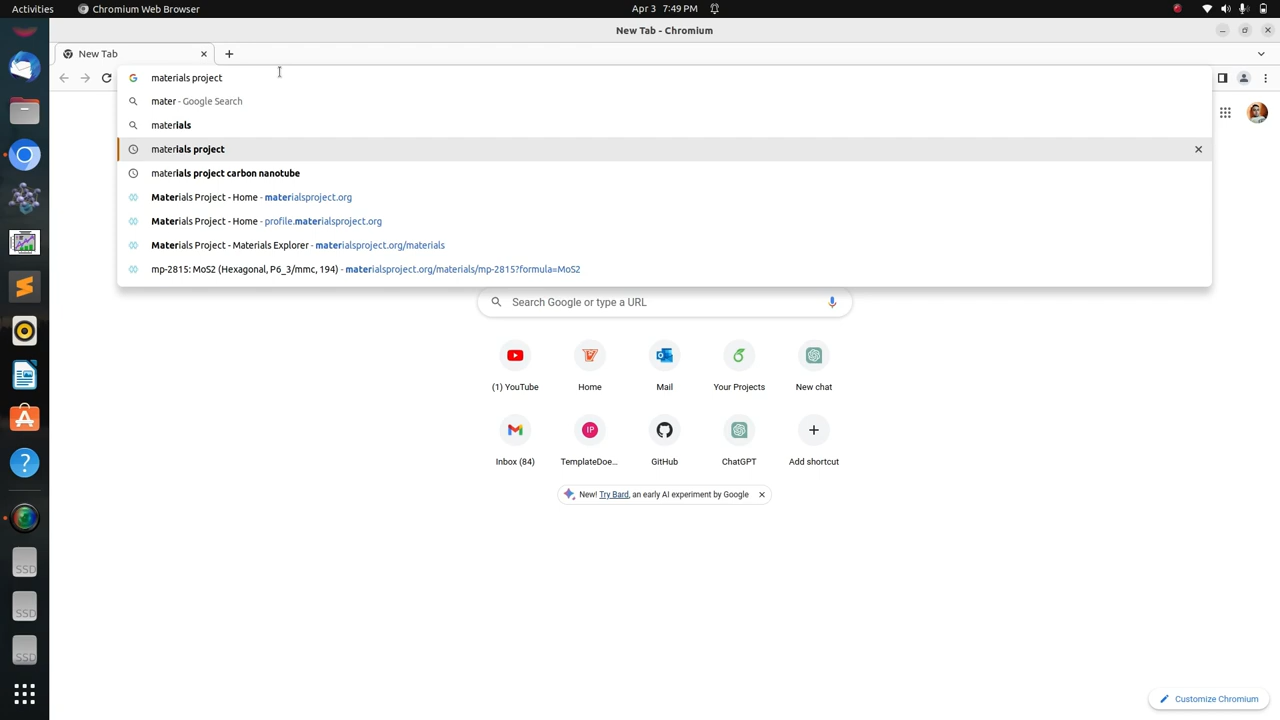 Activities Chromium Web Browser Apr 3 7:49 PM
New Tab - Chromium
New Tab
materials project
mater - Google Search
materials
materials project
materials project carbon nanotube
Materials Project - Home - materialsproject.org
Materials Project - Home - profile.materialsproject.org
Materials Project - Materials Explorer - materialsproject.org/materials
mp-2815: MoS2 (Hexagonal, P6_3/mmc, 194) - materialsproject.org/materials/mp-2815?formula=MoS2
Search Google or type a URL
(1) YouTube Home Mail Your Projects New chat
IP
Inbox (84) TemplateDoe... GitHub ChatGPT Add shortcut
New! Try Bard, an early AI experiment by Google
SSD
SSD
SSD
Customize Chromium